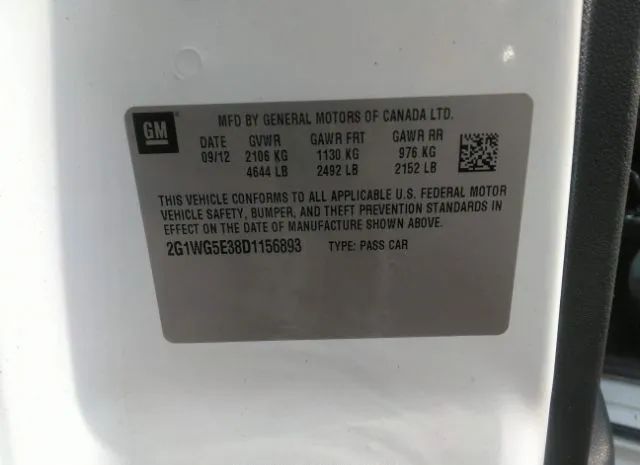 GM
MFD BY GENERAL MOTORS OF CANADA LTD.
DATE GVWR GAWR FRT GAWR RR
09/12 2106 KG 1130 KG 976 KG
4644 LB 2492 LB 2152 LB
THIS VEHICLE CONFORMS TO ALL APPLICABLE U.S. FEDERAL MOTOR
VEHICLE SAFETY, BUMPER, AND THEFT PREVENTION STANDARDS IN
EFFECT ON THE DATE OF MANUFACTURE SHOWN ABOVE.
2G1WG5E38D1156893 TYPE: PASS CAR